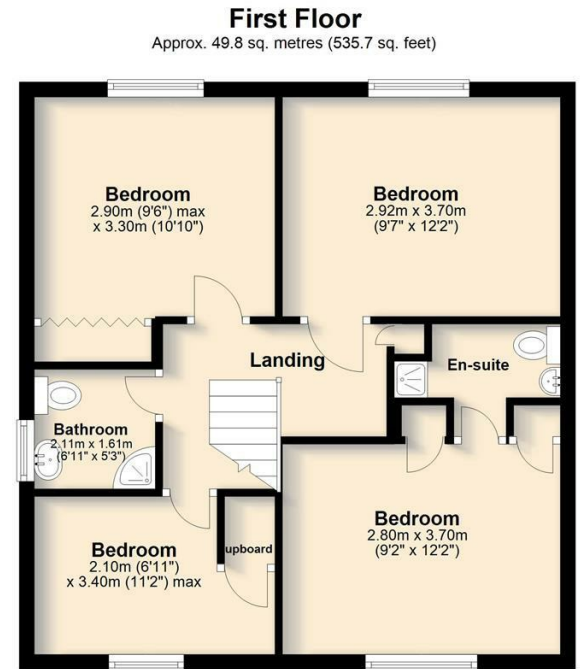 First Floor
Approx. 49.8 sq. metres (535.7 sq. feet)
Bedroom
2.90m (9'6") max
x 3.30m (10'10")
Bedroom
2.92m x 3.70m
(9'7" x 12'2")
Landing
En-suite
Bathroom
2.11m x 1.61m
(6'11" x 5'3")
Bedroom
2.10m (6'11")
x 3.40m (11'2") max
upboard
Bedroom
2.80m x 3.70m
(9'2" x 12'2")